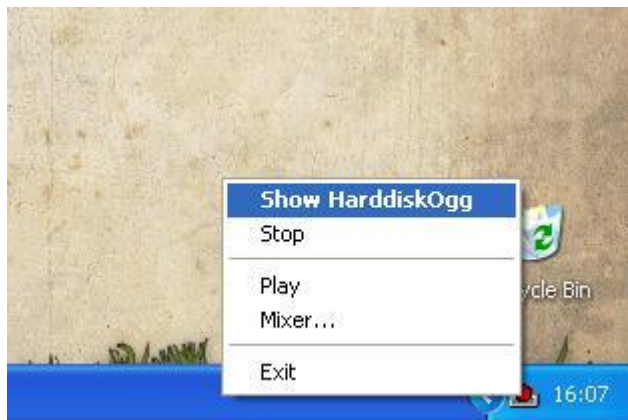 Show HarddiskOgg
Stop
Play
Mixer...
Exit
ycle Bin
16:07